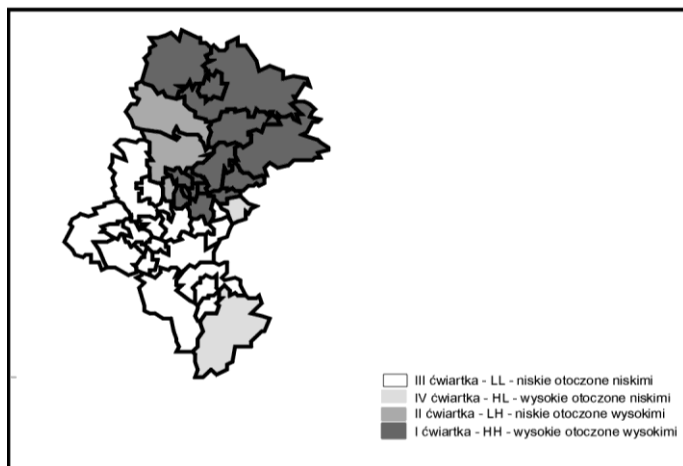 III ćwiartka - LL - niskie otoczone niskimi
IV ćwiartka - HL - wysokie otoczone niskimi
II ćwiartka - LH - niskie otoczone wysokimi
I ćwiartka - HH - wysokie otoczone wysokimi